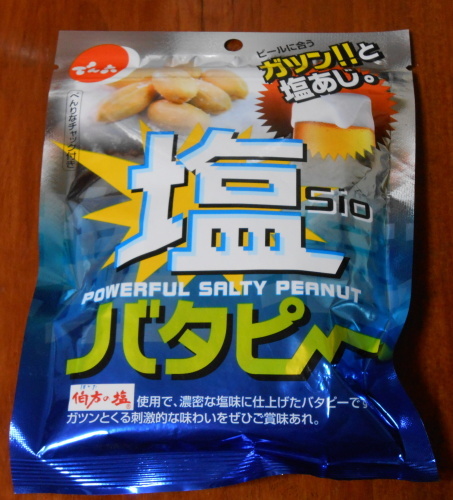 でん六
ビールに合う
ガツン!!と
塩あじ。
べんりなチャック付き
塩
sio
POWERFUL SALTY PEANUT
バタピー
伯方の塩 使用で、濃密な塩味に仕上げたバタピーです
ガツンとくる刺激的な味わいをぜひご賞味あれ。